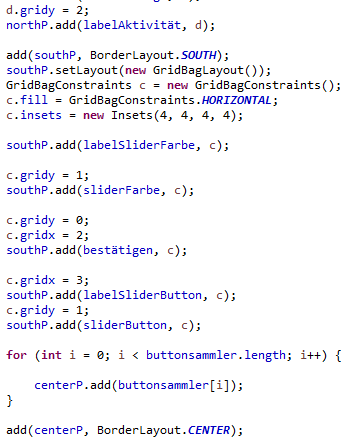 d.gridy = 2;
northP.add(labelAktivität, d);
add(southP, BorderLayout.SOUTH);
southP.setLayout(new GridBagLayout());
GridBagConstraints c = new GridBagConstraints();
c.fill = GridBagConstraints.HORIZONTAL;
c.insets = new Insets(4, 4, 4, 4);
southP.add(labelSliderFarbe, c);
c.gridy = 1;
southP.add(sliderFarbe, c);
c.gridy = 0;
c.gridx = 2;
southP.add(bestätigen, c);
c.gridx = 3;
southP.add(labelSliderButton, c);
c.gridy = 1;
southP.add(sliderButton, c);
for (int i = 0; i < buttonsammler.length; i++) {
centerP.add(buttonsammler[i]);
}
add(centerP, BorderLayout.CENTER);